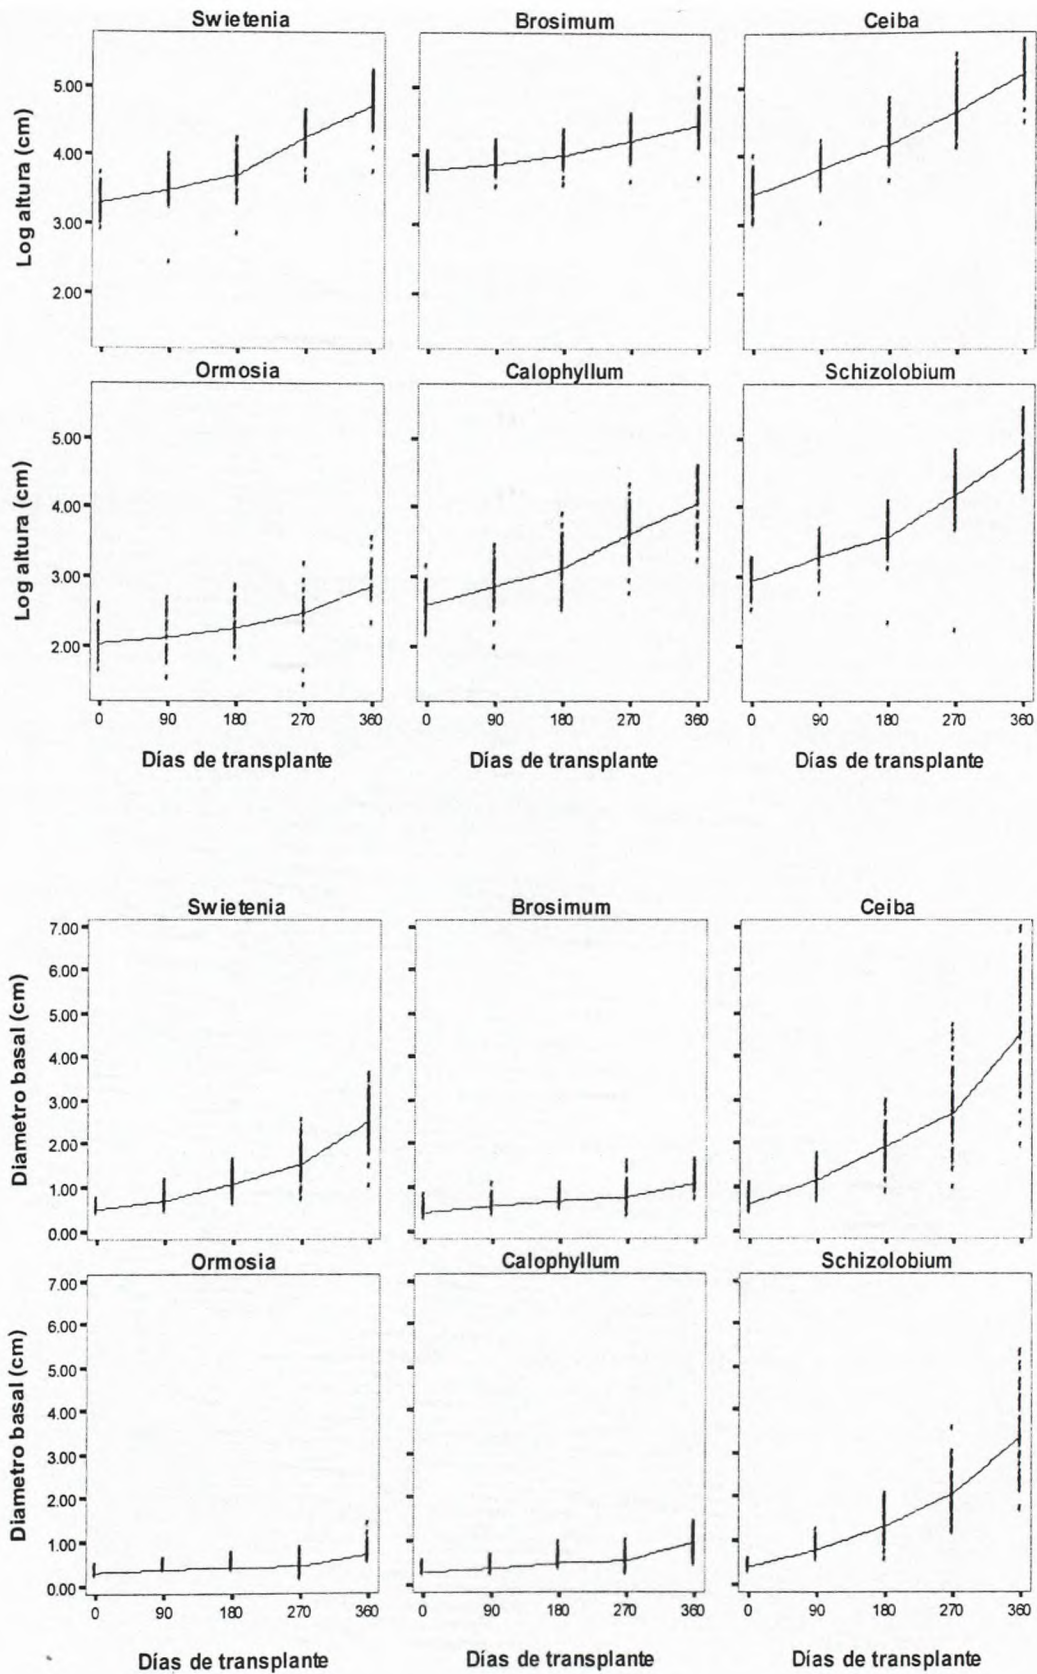 Swietenia Brosimum Ceiba
Log altura (cm)
5.00
4.00
3.00
2.00
Ormosia Calophyllum Schizolobium
Log altura (cm)
5.00
4.00
3.00
2.00
0 90 180 270 360 0 90 180 270 360 0 90 180 270 360
Días de transplante Días de transplante Días de transplante
Swietenia Brosimum Ceiba
Diametro basal (cm)
7.00
6.00
5.00
4.00
3.00
2.00
1.00
0.00
Ormosia Calophyllum Schizolobium
Diametro basal (cm)
7.00
6.00
5.00
4.00
3.00
2.00
1.00
0.00
0 90 180 270 360 0 90 180 270 360 0 90 180 270 360
Días de transplante Días de transplante Días de transplante